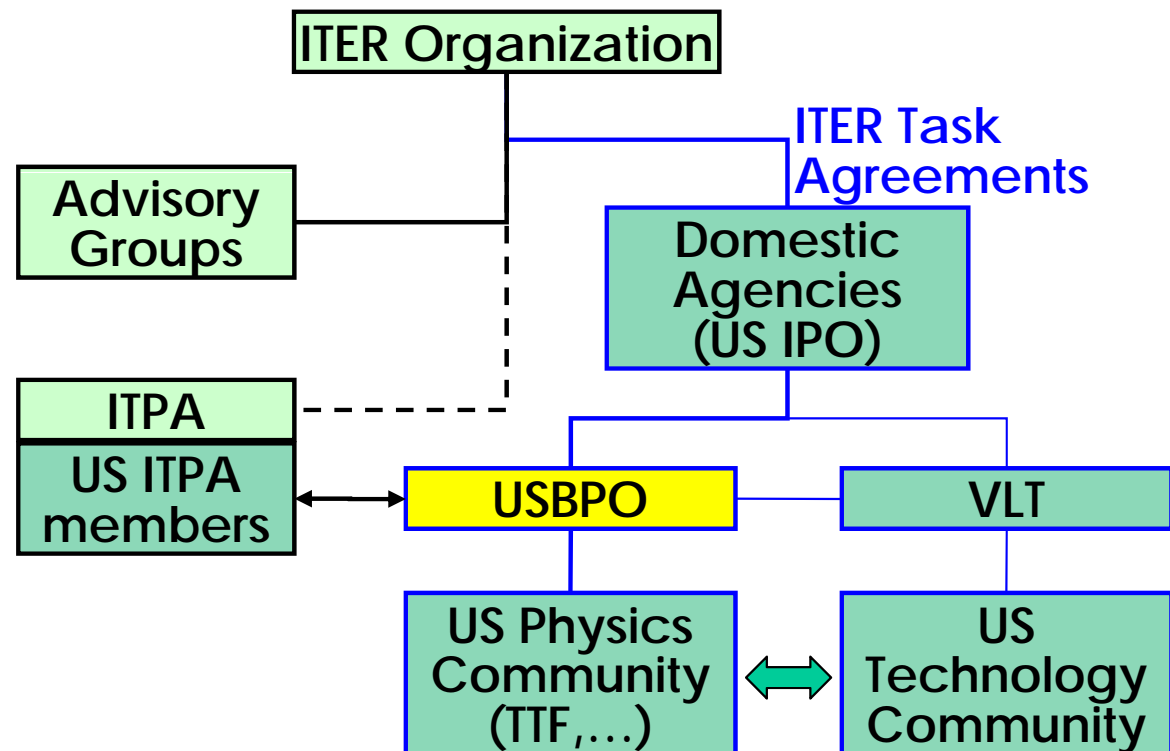 ITER Organization
ITER Task
Agreements
Advisory
Groups
Domestic
Agencies
(US IPO)
ITPA
US ITPA
members
USBPO
VLT
US Physics
Community
(TTF,...)
US
Technology
Community